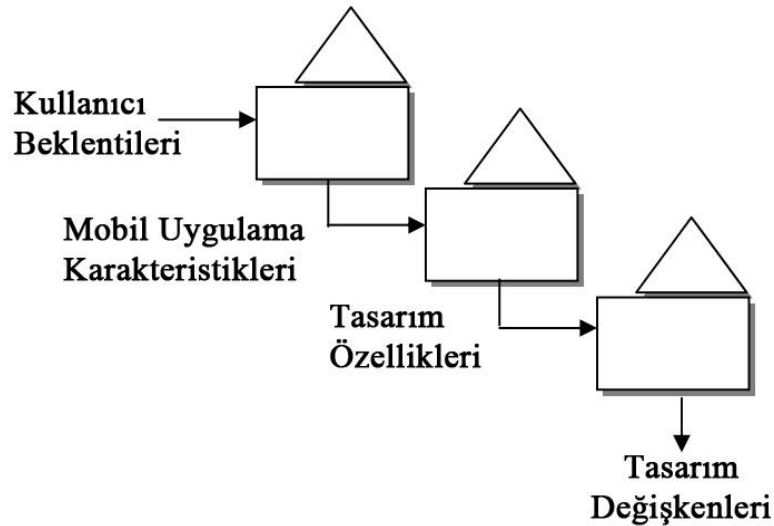 Kullanıcı
Beklentileri
Mobil Uygulama
Karakteristikleri
Tasarım
Özellikleri
Tasarım
Değişkenleri